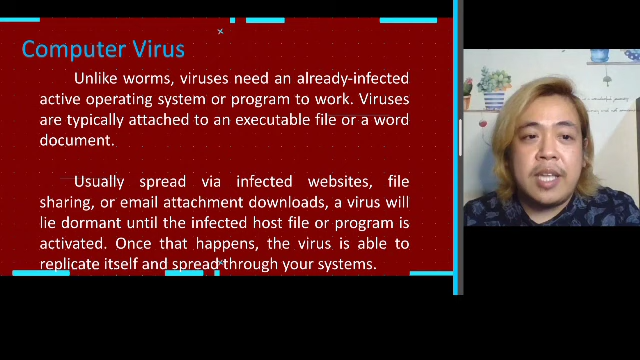 Computer Virus
Unlike worms, viruses need an already-infected
active operating system or program to work. Viruses
are typically attached to an executable file or a word
document.
Usually spread via infected websites, file
sharing, or email attachment downloads, a virus will
lie dormant until the infected host file or program is
activated. Once that happens, the virus is able to
replicate itself and spread through your systems.